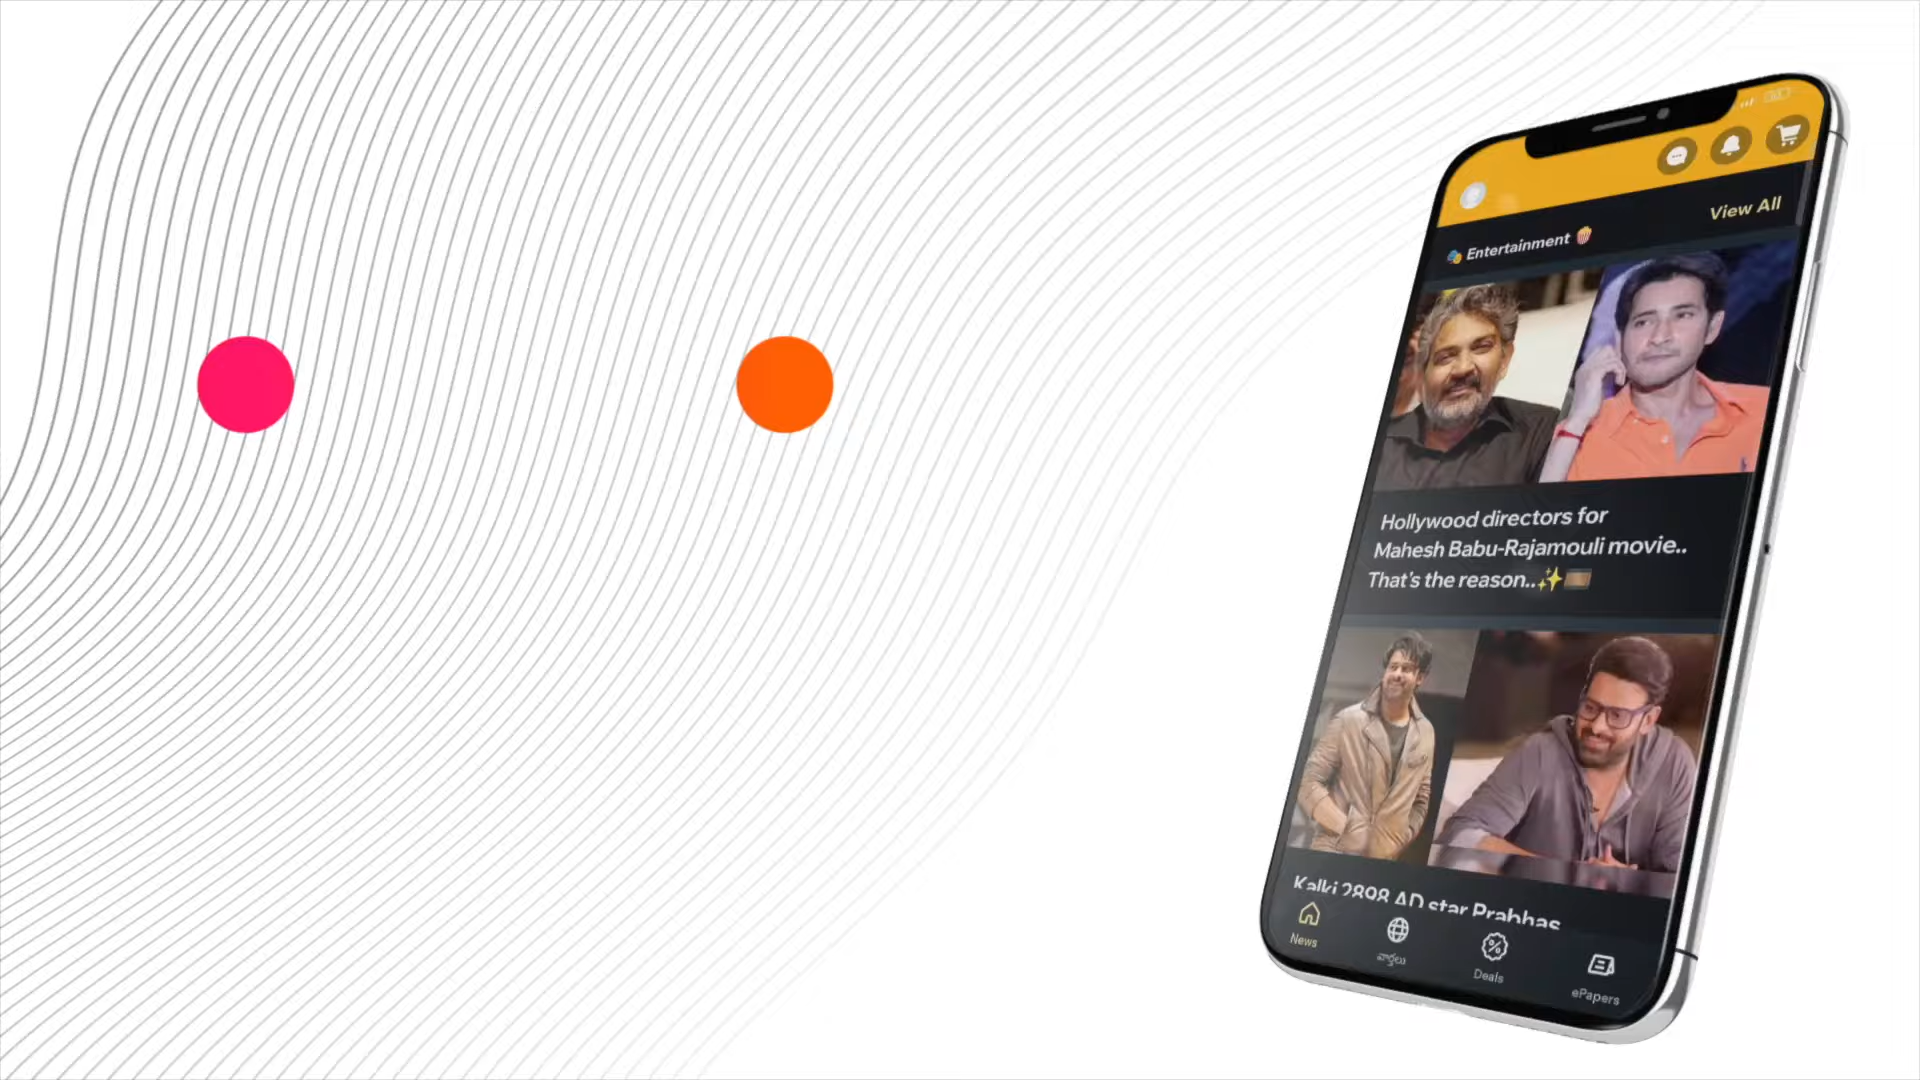 View All
Entertainment
Hollywood directors for
Mahesh Babu-Rajamouli movie..
That's the reason..
Kalki 2898 AD star Prabhas
News
వార్తలు
Deals
ePapers